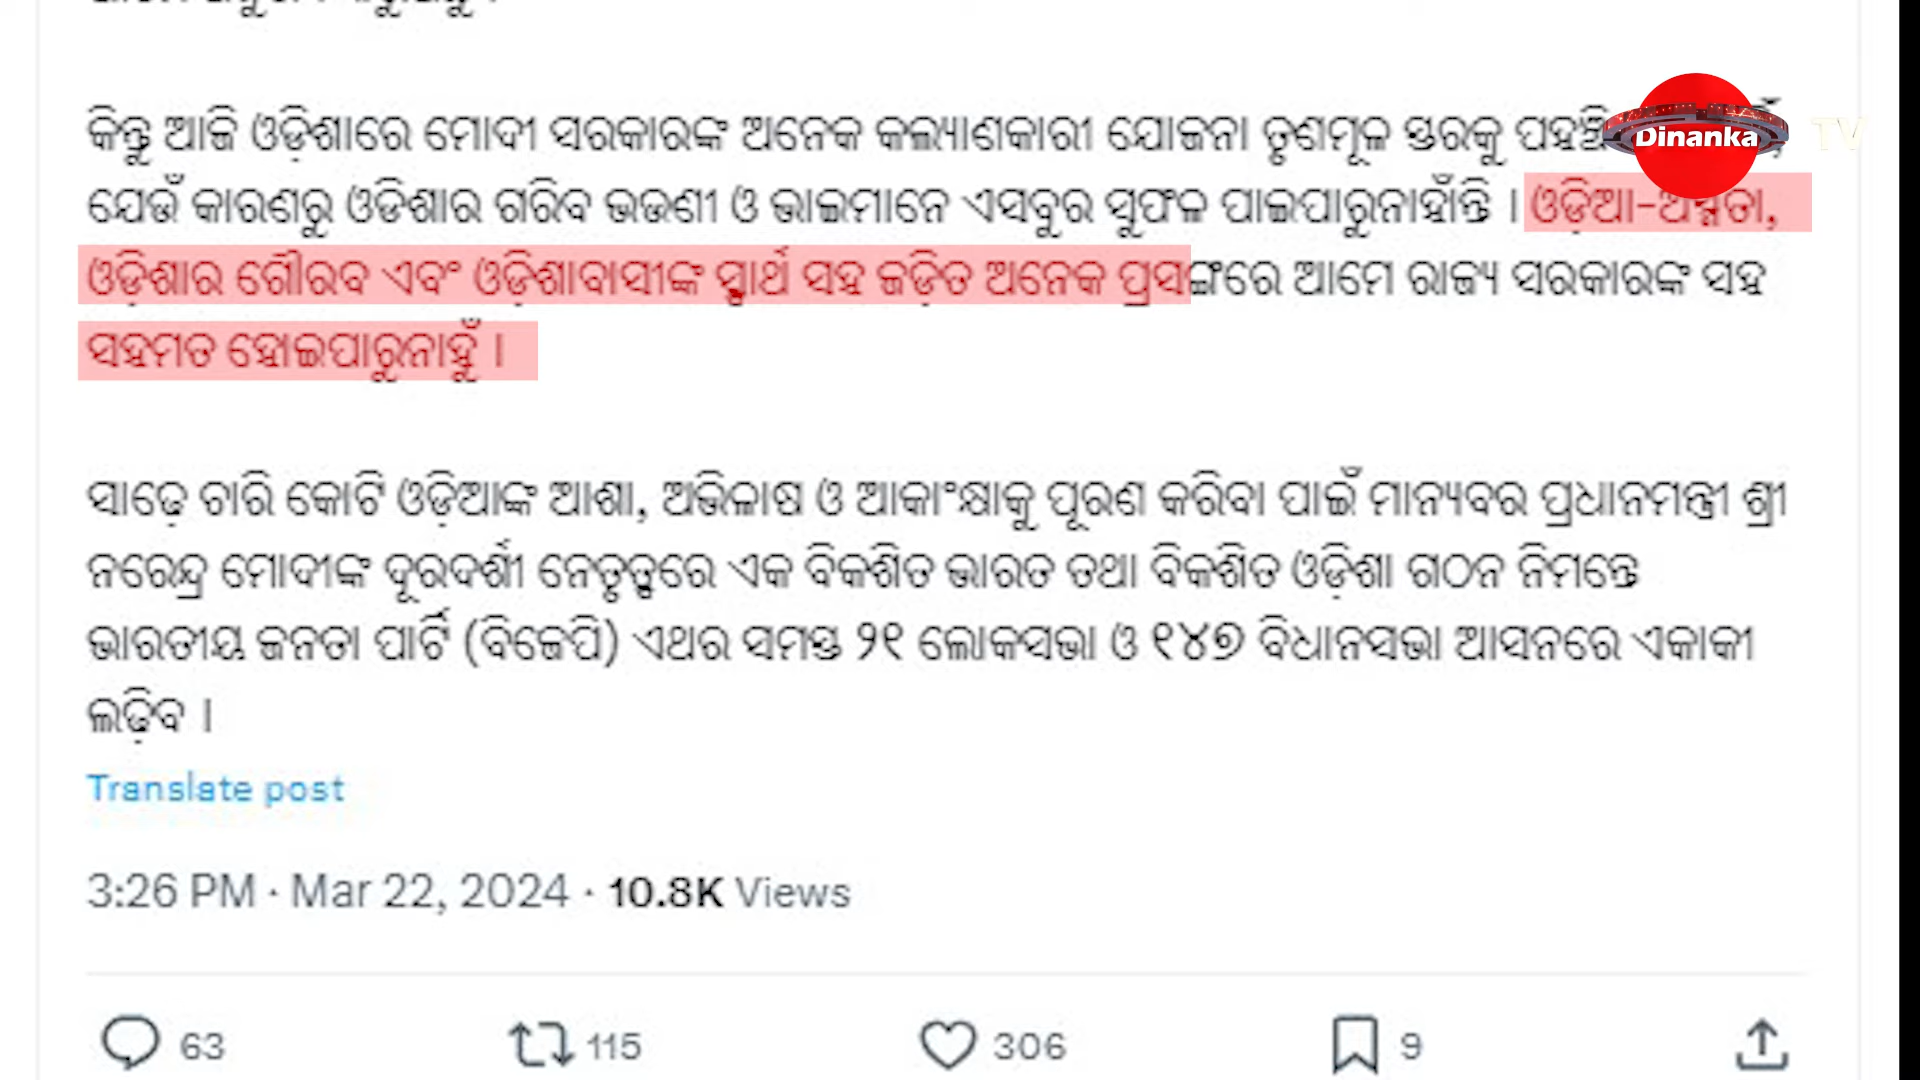 କିନ୍ତୁ ଆଜି ଓଡ଼ିଶାରେ ମୋଦୀ ସରକାରଙ୍କ ଅନେକ କଲ୍ୟାଣକାରୀ ଯୋଜନା ତୃଣମୂଳ ସ୍ତରକୁ
Dinanka TV
ଯେଉଁ କାରଣରୁ ଓଡିଶାର ଗରିବ ଭଉଣୀ ଓ ଭାଇମାନେ ଏସବୁର ସୁଫଳ ପାଇପାରୁନାହାଁନ୍ତି । ଓଡ଼ିଆ-ଅସ୍ମିତା,
ଓଡ଼ିଶାର ଗୌରବ ଏବଂ ଓଡ଼ିଶାବାସୀଙ୍କ ସ୍ବାର୍ଥ ସହ ଜଡ଼ିତ ଅନେକ ପ୍ରସଙ୍ଗରେ ଆମେ ରାଜ୍ୟ ସରକାରଙ୍କ ସହ
ସହମତ ହୋଇପାରୁନାହୁଁ ।
ସାଢ଼େ ଚାରି କୋଟି ଓଡ଼ିଆଙ୍କ ଆଶା, ଅଭିଳାଷ ଓ ଆକାଂକ୍ଷାକୁ ପୂରଣ କରିବା ପାଇଁ ମାନ୍ୟବର ପ୍ରଧାନମନ୍ତ୍ରୀ ଶ୍ରୀ
ନରେନ୍ଦ୍ର ମୋଦୀଙ୍କ ଦୂରଦର୍ଶୀ ନେତୃତ୍ବରେ ଏକ ବିକଶିତ ଭାରତ ତଥା ବିକଶିତ ଓଡ଼ିଶା ଗଠନ ନିମନ୍ତେ
ଭାରତୀୟ ଜନତା ପାର୍ଟି (ବିଜେପି) ଏଥର ସମସ୍ତ ୨୧ ଲୋକସଭା ଓ ୧୪୭ ବିଧାନସଭା ଆସନରେ ଏକାକୀ
ଲଢ଼ିବ ।
Translate post
3:26 PM · Mar 22, 2024 · 10.8K Views
63 115 306 9